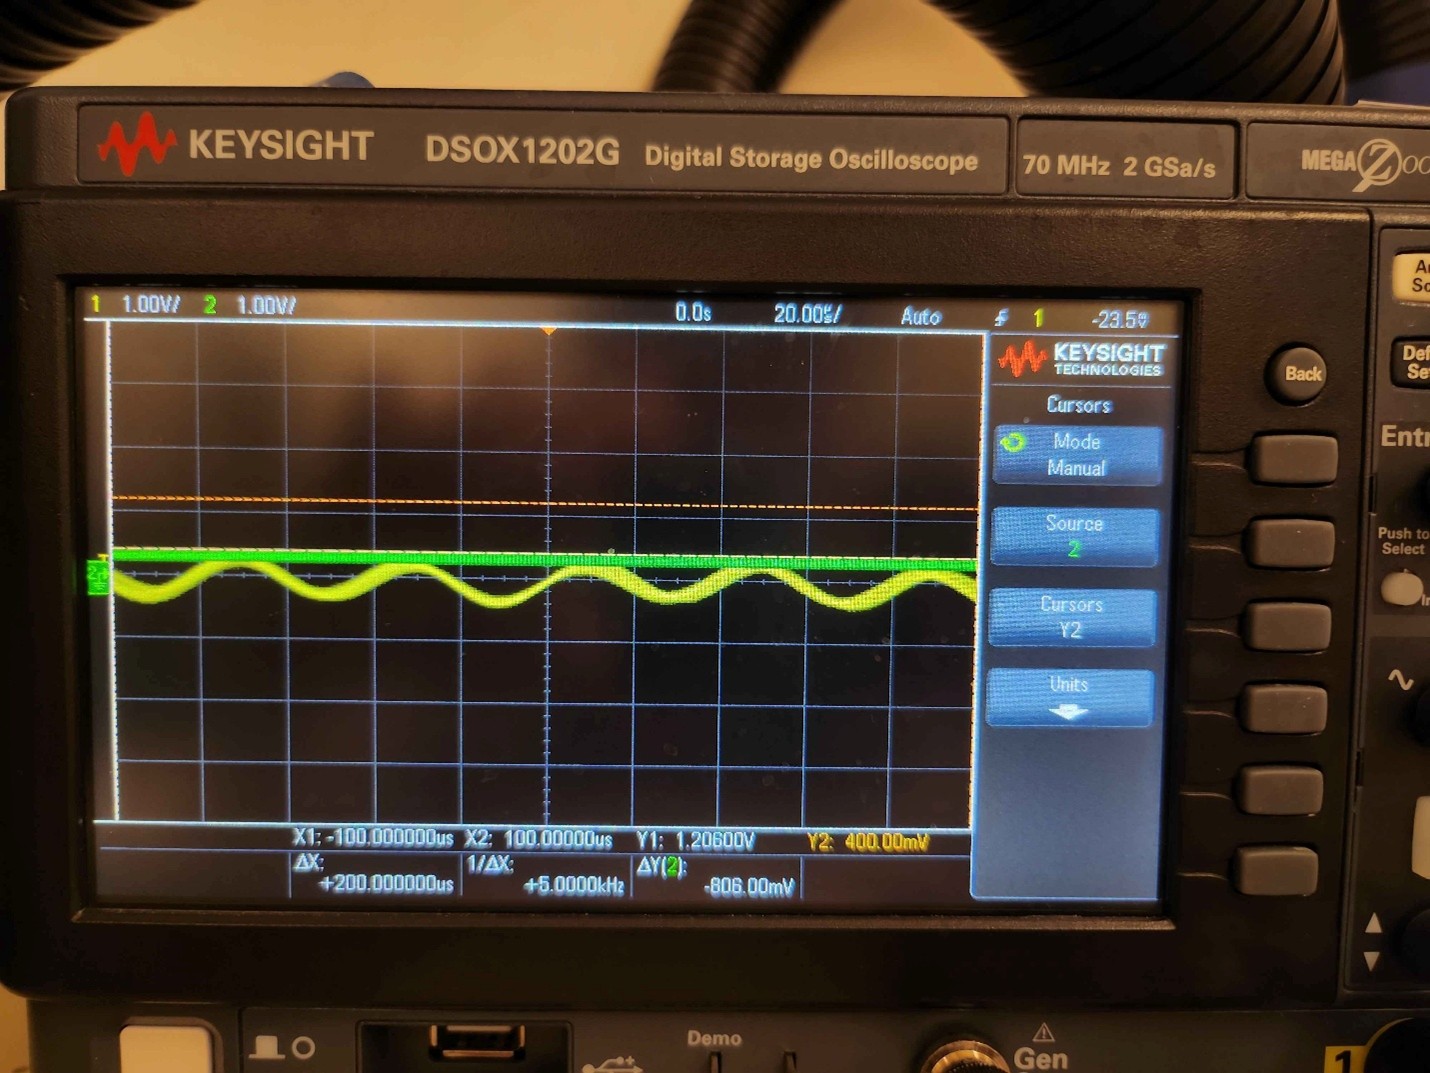 KEYSIGHT DSOX1202G Digital Storage Oscilloscope 70 MHz 2 GSa/s MEGA Zoo
1 1.00V/ 2 1.00V/ 0.0s 20.00us/ Auto 1 -23.5
KEYSIGHT
TECHNOLOGIES
Cursors
Mode
Manual
Source
2
Cursors
Y2
Units
X1: -100.000000us X2: 100.00000us Y1: 1.20600V Y2: 400.00mV
ΔX: 1/ΔX: ΔY(2):
+200.000000us +5.0000kHz -806.00mV
Back
Push to
Select
Demo
Gen
1